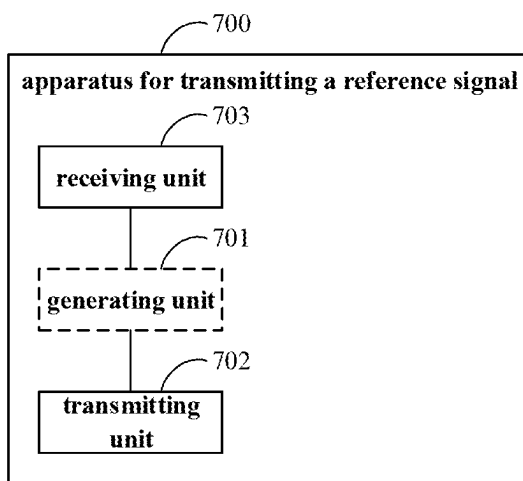 700
apparatus for transmitting a reference signal
703
receiving unit
701
generating unit
702
transmitting
unit